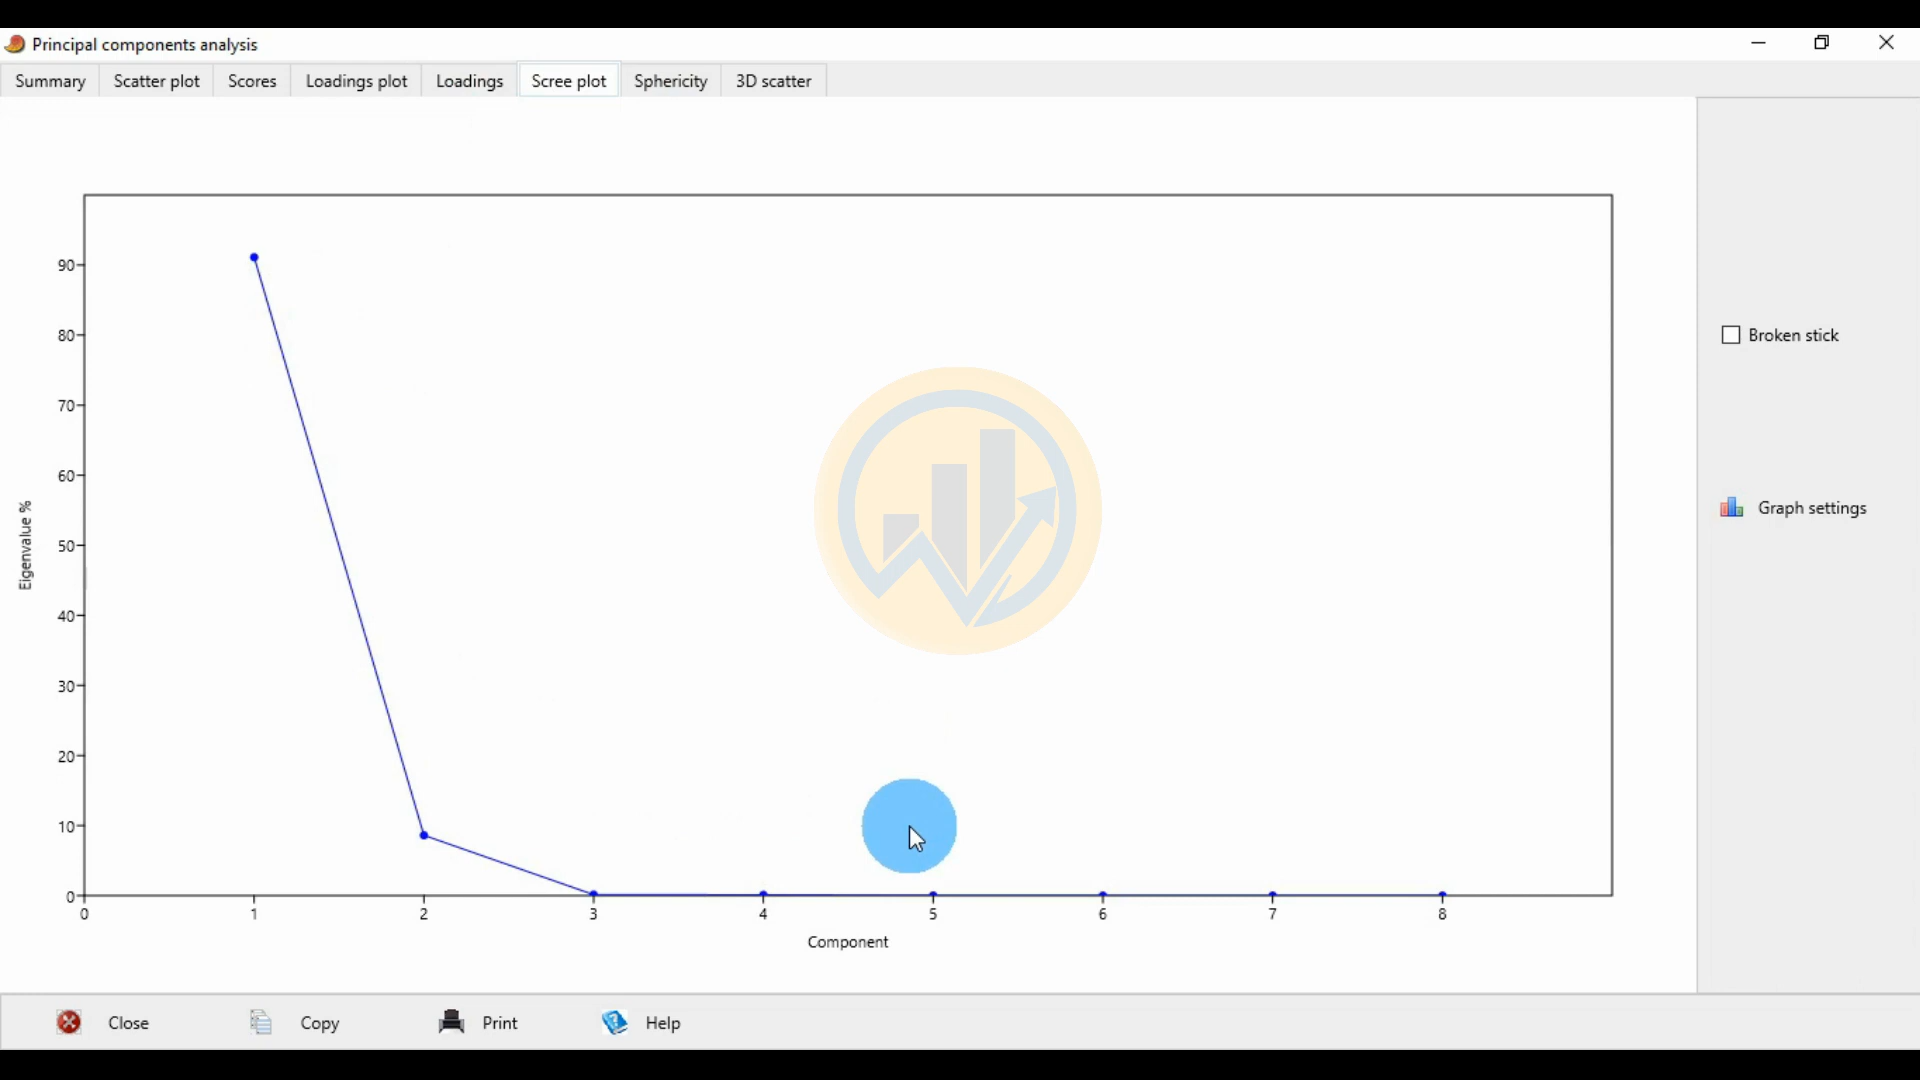 Principal components analysis
Summary Scatter plot Scores Loadings plot Loadings Scree plot Sphericity 3D scatter
90
80
70
60
50
40
30
20
10
0
Eigenvalue %
0 1 2 3 4 5 6 7 8
Component
Broken stick
Graph settings
Close Copy Print Help